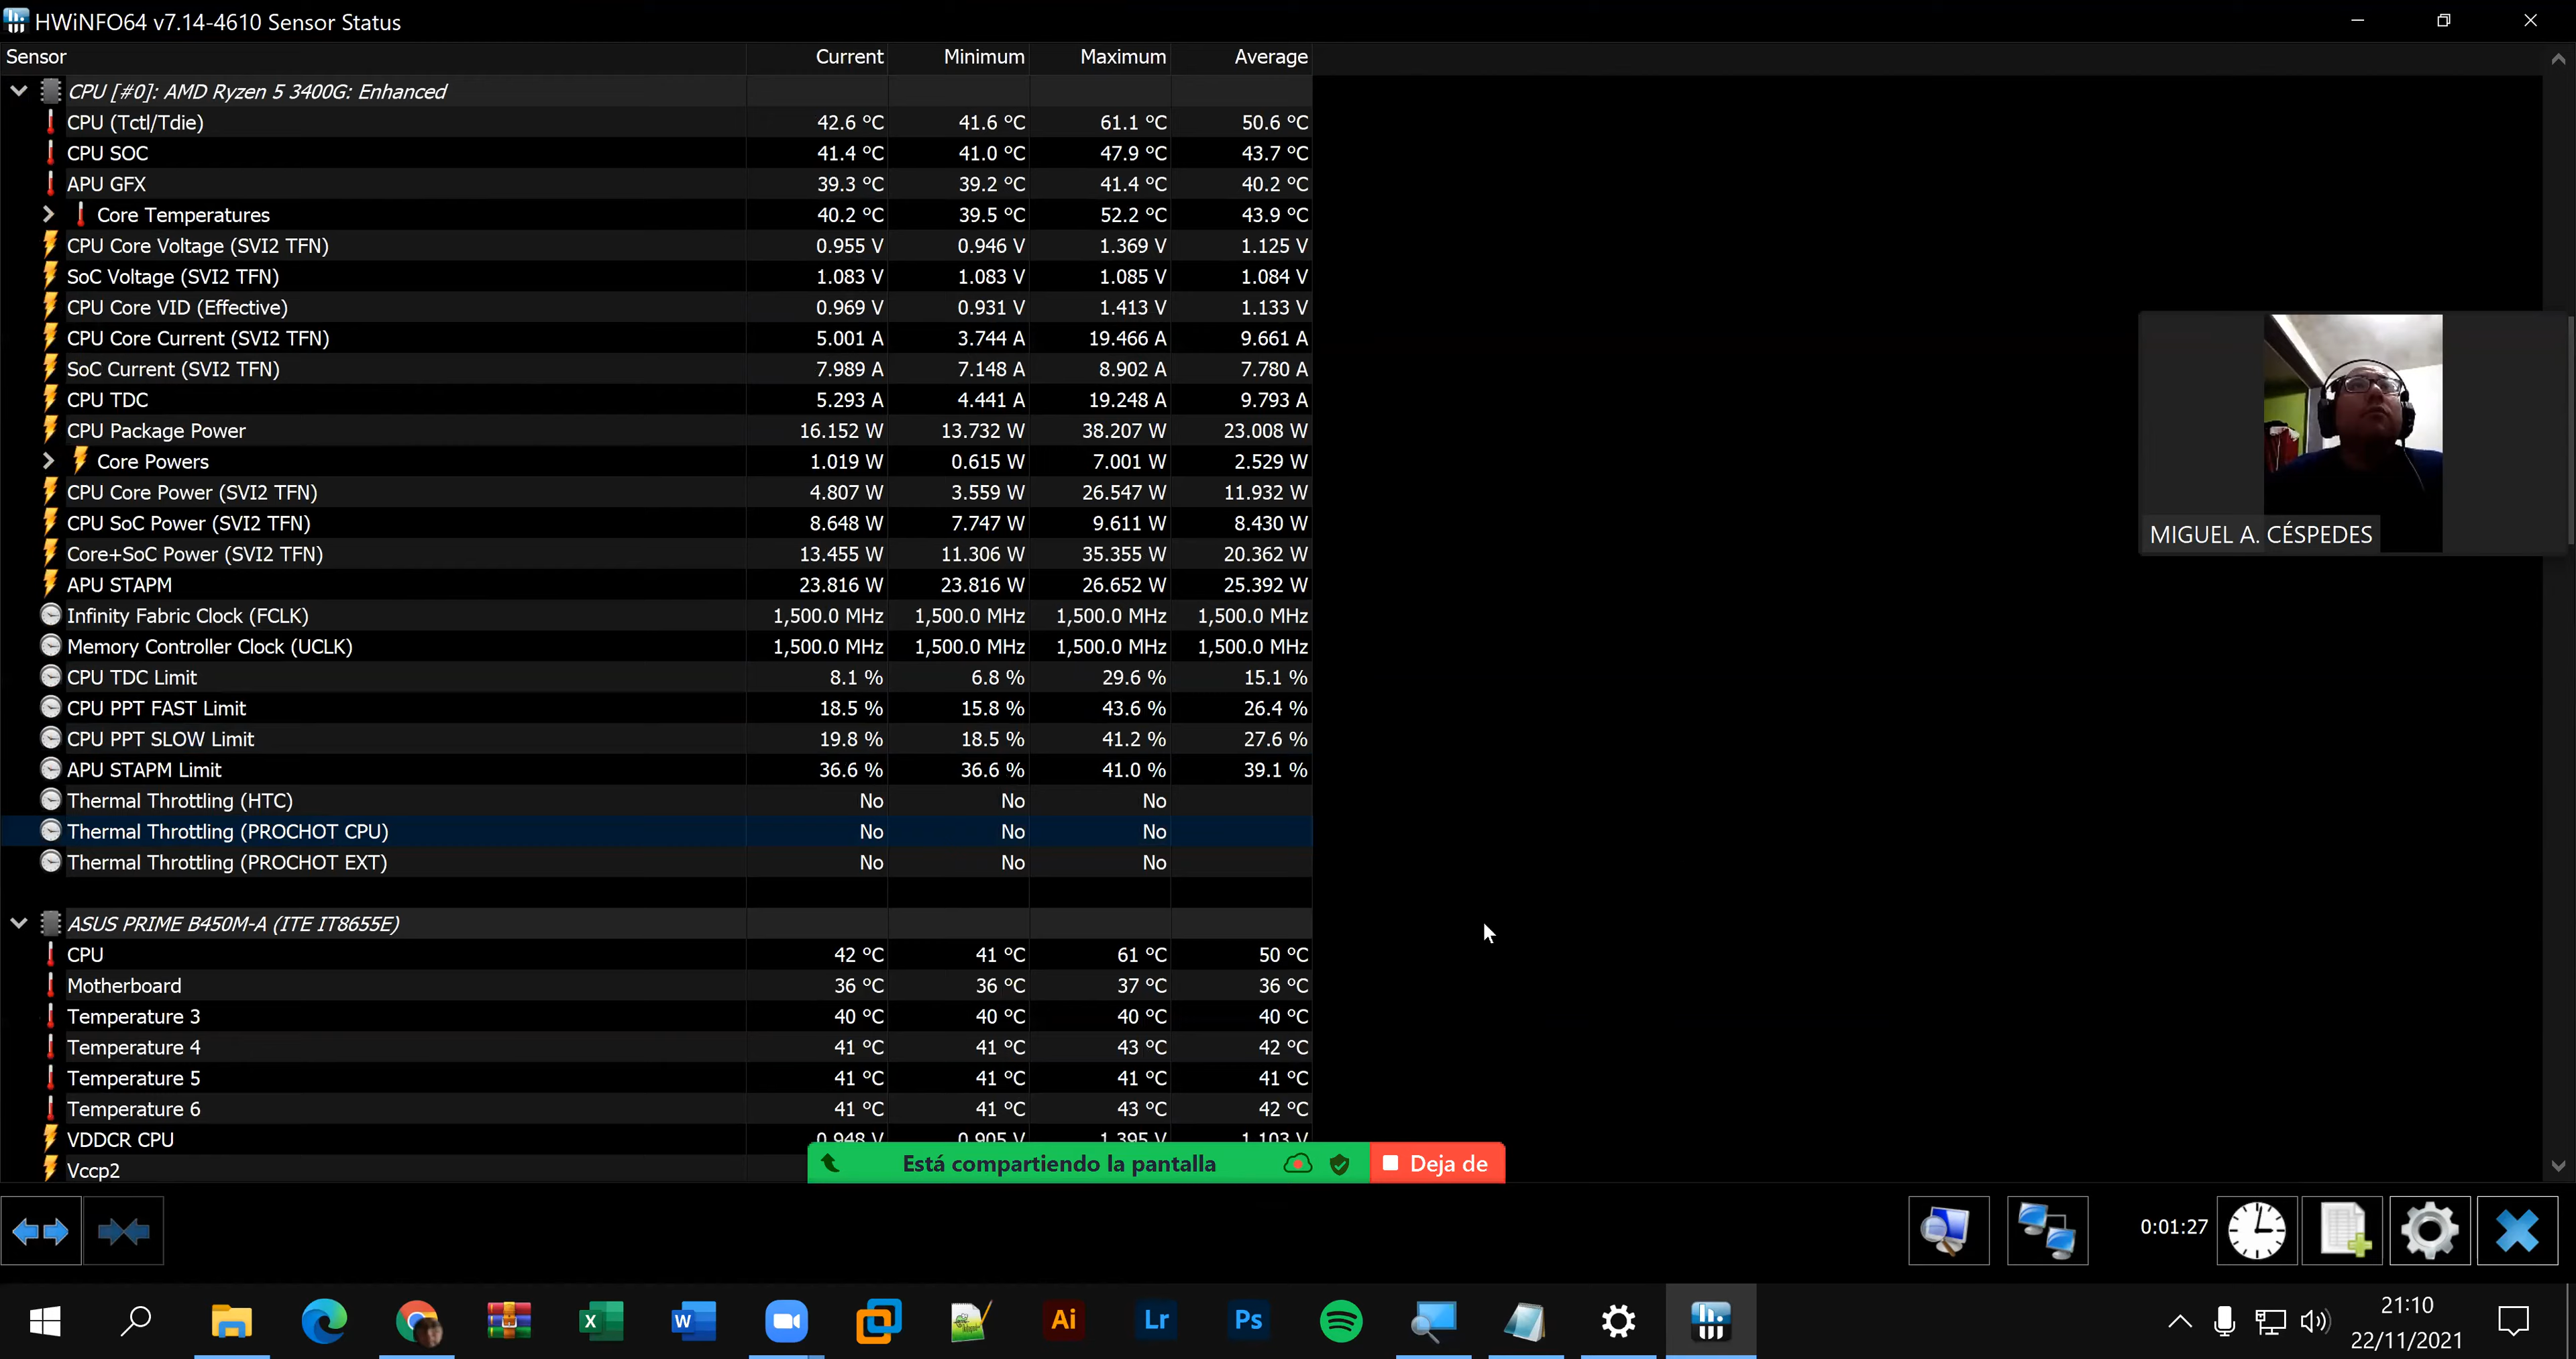 HWiNFO64 v7.14-4610 Sensor Status
Sensor Current Minimum Maximum Average
CPU [#0]: AMD Ryzen 5 3400G: Enhanced
CPU (Tctl/Tdie) 42.6 °C 41.6 °C 61.1 °C 50.6 °C
CPU SOC 41.4 °C 41.0 °C 47.9 °C 43.7 °C
APU GFX 39.3 °C 39.2 °C 41.4 °C 40.2 °C
Core Temperatures 40.2 °C 39.5 °C 52.2 °C 43.9 °C
CPU Core Voltage (SVI2 TFN) 0.955 V 0.946 V 1.369 V 1.125 V
SoC Voltage (SVI2 TFN) 1.083 V 1.083 V 1.085 V 1.084 V
CPU Core VID (Effective) 0.969 V 0.931 V 1.413 V 1.133 V
CPU Core Current (SVI2 TFN) 5.001 A 3.744 A 19.466 A 9.661 A
SoC Current (SVI2 TFN) 7.989 A 7.148 A 8.902 A 7.780 A
CPU TDC 5.293 A 4.441 A 19.248 A 9.793 A
CPU Package Power 16.152 W 13.732 W 38.207 W 23.008 W
Core Powers 1.019 W 0.615 W 7.001 W 2.529 W
CPU Core Power (SVI2 TFN) 4.807 W 3.559 W 26.547 W 11.932 W
CPU SoC Power (SVI2 TFN) 8.648 W 7.747 W 9.611 W 8.430 W
Core+SoC Power (SVI2 TFN) 13.455 W 11.306 W 35.355 W 20.362 W
APU STAPM 23.816 W 23.816 W 26.652 W 25.392 W
Infinity Fabric Clock (FCLK) 1,500.0 MHz 1,500.0 MHz 1,500.0 MHz 1,500.0 MHz
Memory Controller Clock (UCLK) 1,500.0 MHz 1,500.0 MHz 1,500.0 MHz 1,500.0 MHz
CPU TDC Limit 8.1 % 6.8 % 29.6 % 15.1 %
CPU PPT FAST Limit 18.5 % 15.8 % 43.6 % 26.4 %
CPU PPT SLOW Limit 19.8 % 18.5 % 41.2 % 27.6 %
APU STAPM Limit 36.6 % 36.6 % 41.0 % 39.1 %
Thermal Throttling (HTC) No No No
Thermal Throttling (PROCHOT CPU) No No No
Thermal Throttling (PROCHOT EXT) No No No
ASUS PRIME B450M-A (ITE IT8655E)
CPU 42 °C 41 °C 61 °C 50 °C
Motherboard 36 °C 36 °C 37 °C 36 °C
Temperature 3 40 °C 40 °C 40 °C 40 °C
Temperature 4 41 °C 41 °C 43 °C 42 °C
Temperature 5 41 °C 41 °C 41 °C 41 °C
Temperature 6 41 °C 41 °C 43 °C 42 °C
VDDCR CPU 0.948 V 0.905 V 1.395 V 1.103 V
Vccp2
MIGUEL A. CÉSPEDES
Está compartiendo la pantalla Deja de
0:01:27
X W Ai Lr Ps
21:10
22/11/2021